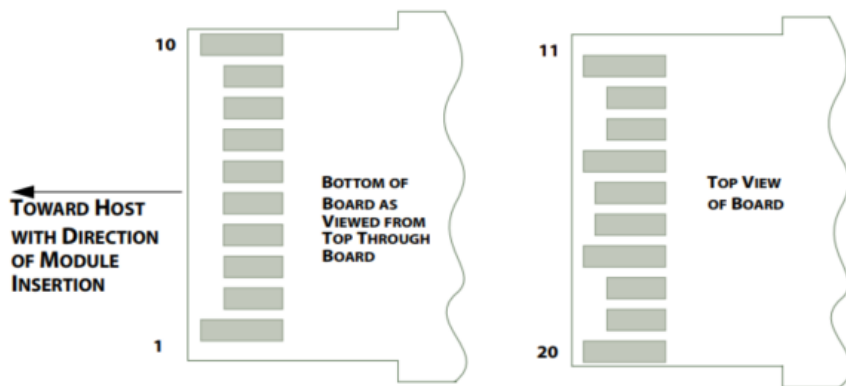 10
BOTTOM OF
BOARD AS
VIEWED FROM
TOP THROUGH
BOARD
TOWARD HOST
WITH DIRECTION
OF MODULE
INSERTION
1
11
TOP VIEW
OF BOARD
20